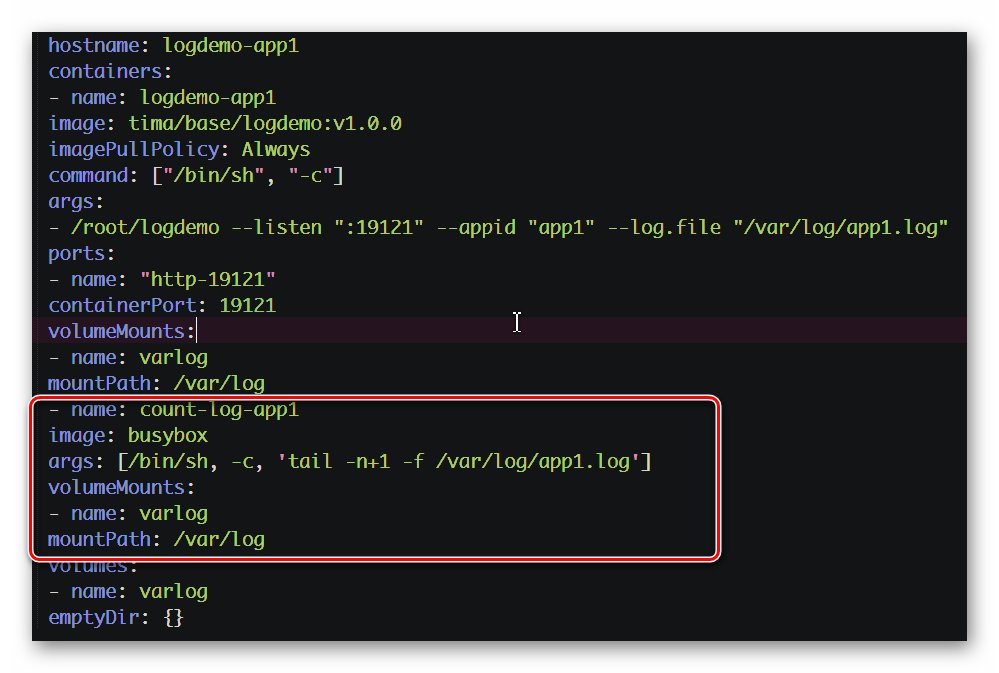 hostname: logdemo-app1
containers:
- name: logdemo-app1
image: tima/base/logdemo:v1.0.0
imagePullPolicy: Always
command: ["/bin/sh", "-c"]
args:
- /root/logdemo --listen ":19121" --appid "app1" --log.file "/var/log/app1.log"
ports:
- name: "http-19121"
containerPort: 19121
volumeMounts:
- name: varlog
mountPath: /var/log
- name: count-log-app1
image: busybox
args: [/bin/sh, -c, 'tail -n+1 -f /var/log/app1.log']
volumeMounts:
- name: varlog
mountPath: /var/log
volumes:
- name: varlog
emptyDir: {}